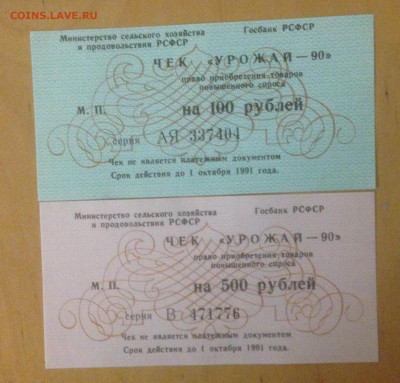 COINS.LAVE.RU
Министерство сельского хозяйства
и продовольствия РСФСР
Госбанк РСФСР
ЧЕК «УРОЖАЙ—90»
право приобретения товаров
повышенного спроса
М. П. на 100 рублей
серия АЯ 337404
Чек не является платежным документом
Срок действия до 1 октября 1991 года.
Министерство сельского хозяйства
и продовольствия РСФСР
Госбанк РСФСР
ЧЕК «УРОЖАЙ—90»
право приобретения товаров
повышенного спроса
М. П. на 500 рублей
серия В 471776
Чек не является платежным документом
Срок действия до 1 октября 1991 года.